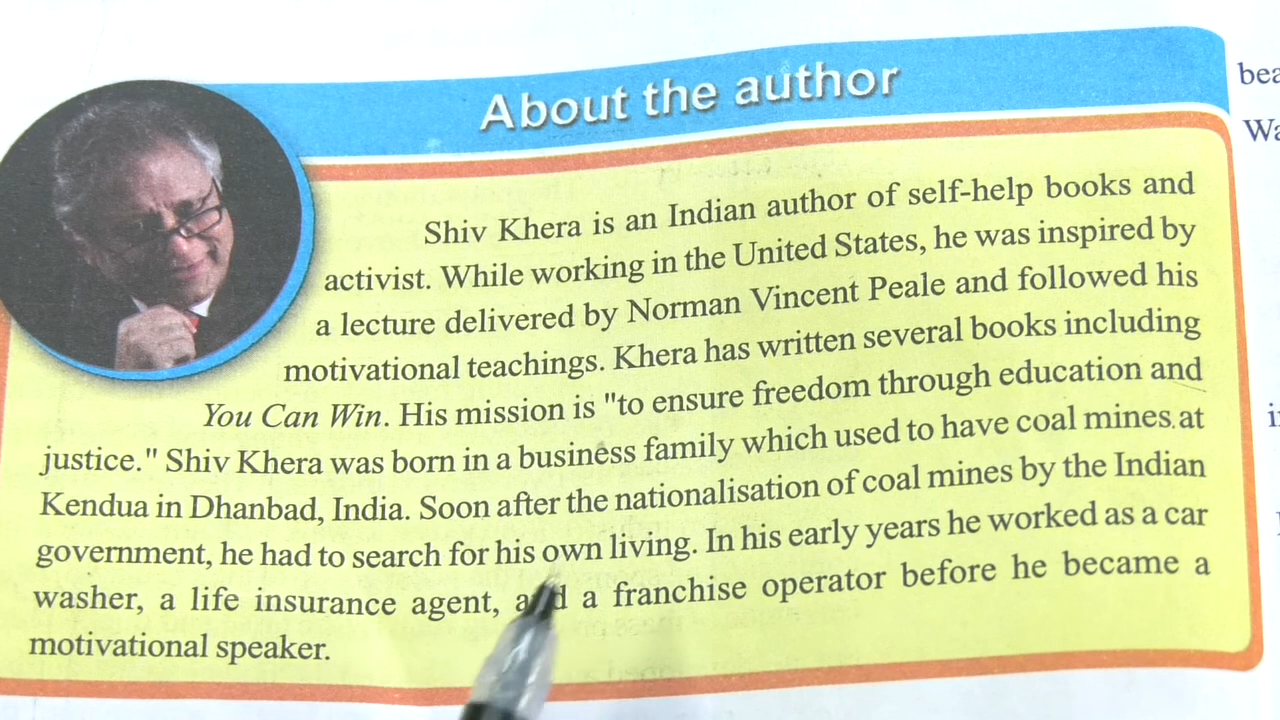 About the author
Shiv Khera is an Indian author of self-help books and
activist. While working in the United States, he was inspired by
a lecture delivered by Norman Vincent Peale and followed his
motivational teachings. Khera has written several books including
You Can Win. His mission is "to ensure freedom through education and
justice." Shiv Khera was born in a business family which used to have coal mines at
Kendua in Dhanbad, India. Soon after the nationalisation of coal mines by the Indian
government, he had to search for his own living. In his early years he worked as a car
washer, a life insurance agent, and a franchise operator before he became a
motivational speaker.